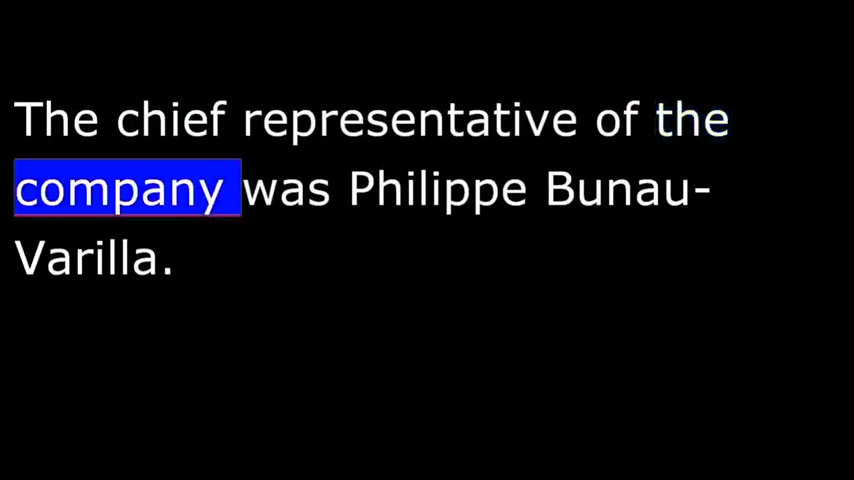 The chief representative of the
company was Philippe Bunau-
Varilla.